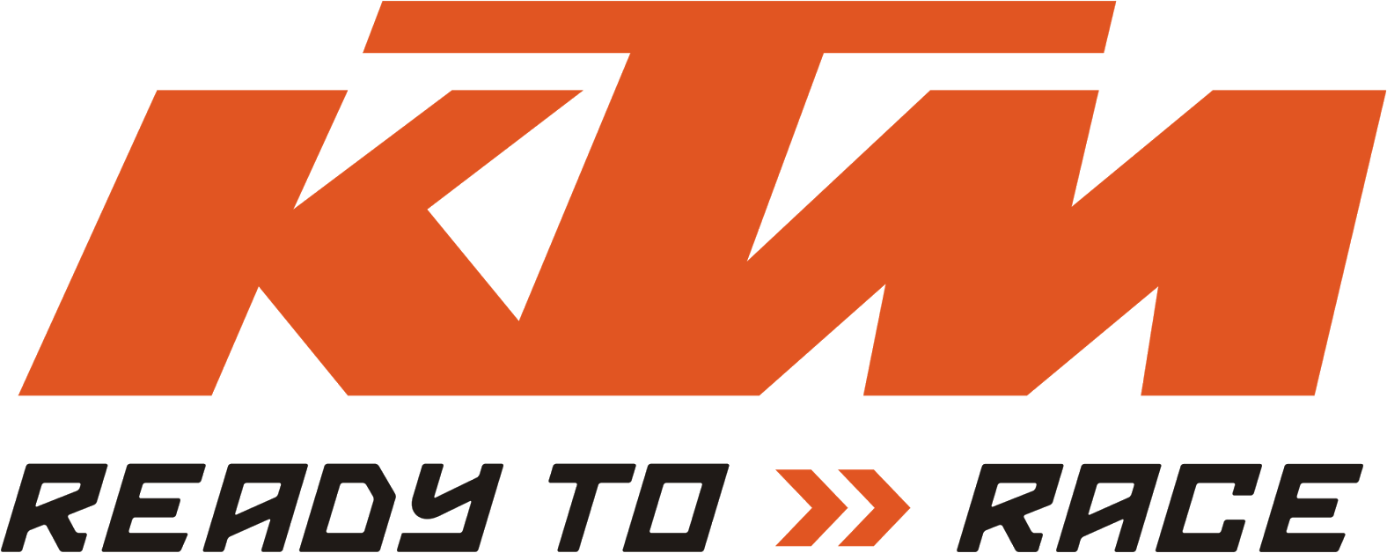 KTM
READY TO >> RACE